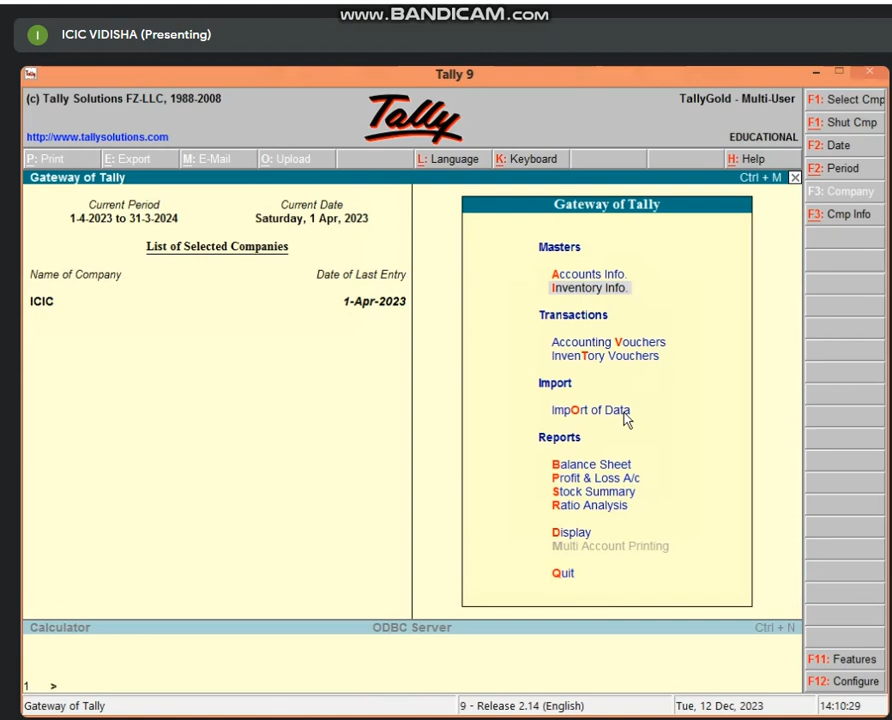 www.BANDICAM.com
I ICIC VIDISHA (Presenting)
Tally Tally 9
(c) Tally Solutions FZ-LLC, 1988-2008
Tally
TallyGold - Multi-User
http://www.tallysolutions.com
EDUCATIONAL
P: Print E: Export M: E-Mail O: Upload L: Language K: Keyboard H: Help
Gateway of Tally Ctrl + M
Current Period Current Date
1-4-2023 to 31-3-2024 Saturday, 1 Apr, 2023
List of Selected Companies
Name of Company Date of Last Entry
ICIC 1-Apr-2023
Gateway of Tally
Masters
Accounts Info.
Inventory Info.
Transactions
Accounting Vouchers
InvenTory Vouchers
Import
ImpOrt of Data
Reports
Balance Sheet
Profit & Loss A/c
Stock Summary
Ratio Analysis
Display
Multi Account Printing
Quit
F1: Select Cmp
F1: Shut Cmp
F2: Date
F2: Period
F3: Company
F3: Cmp Info
F11: Features
F12: Configure
Calculator ODBC Server Ctrl + N
1 >
Gateway of Tally 9 - Release 2.14 (English) Tue, 12 Dec, 2023 14:10:29